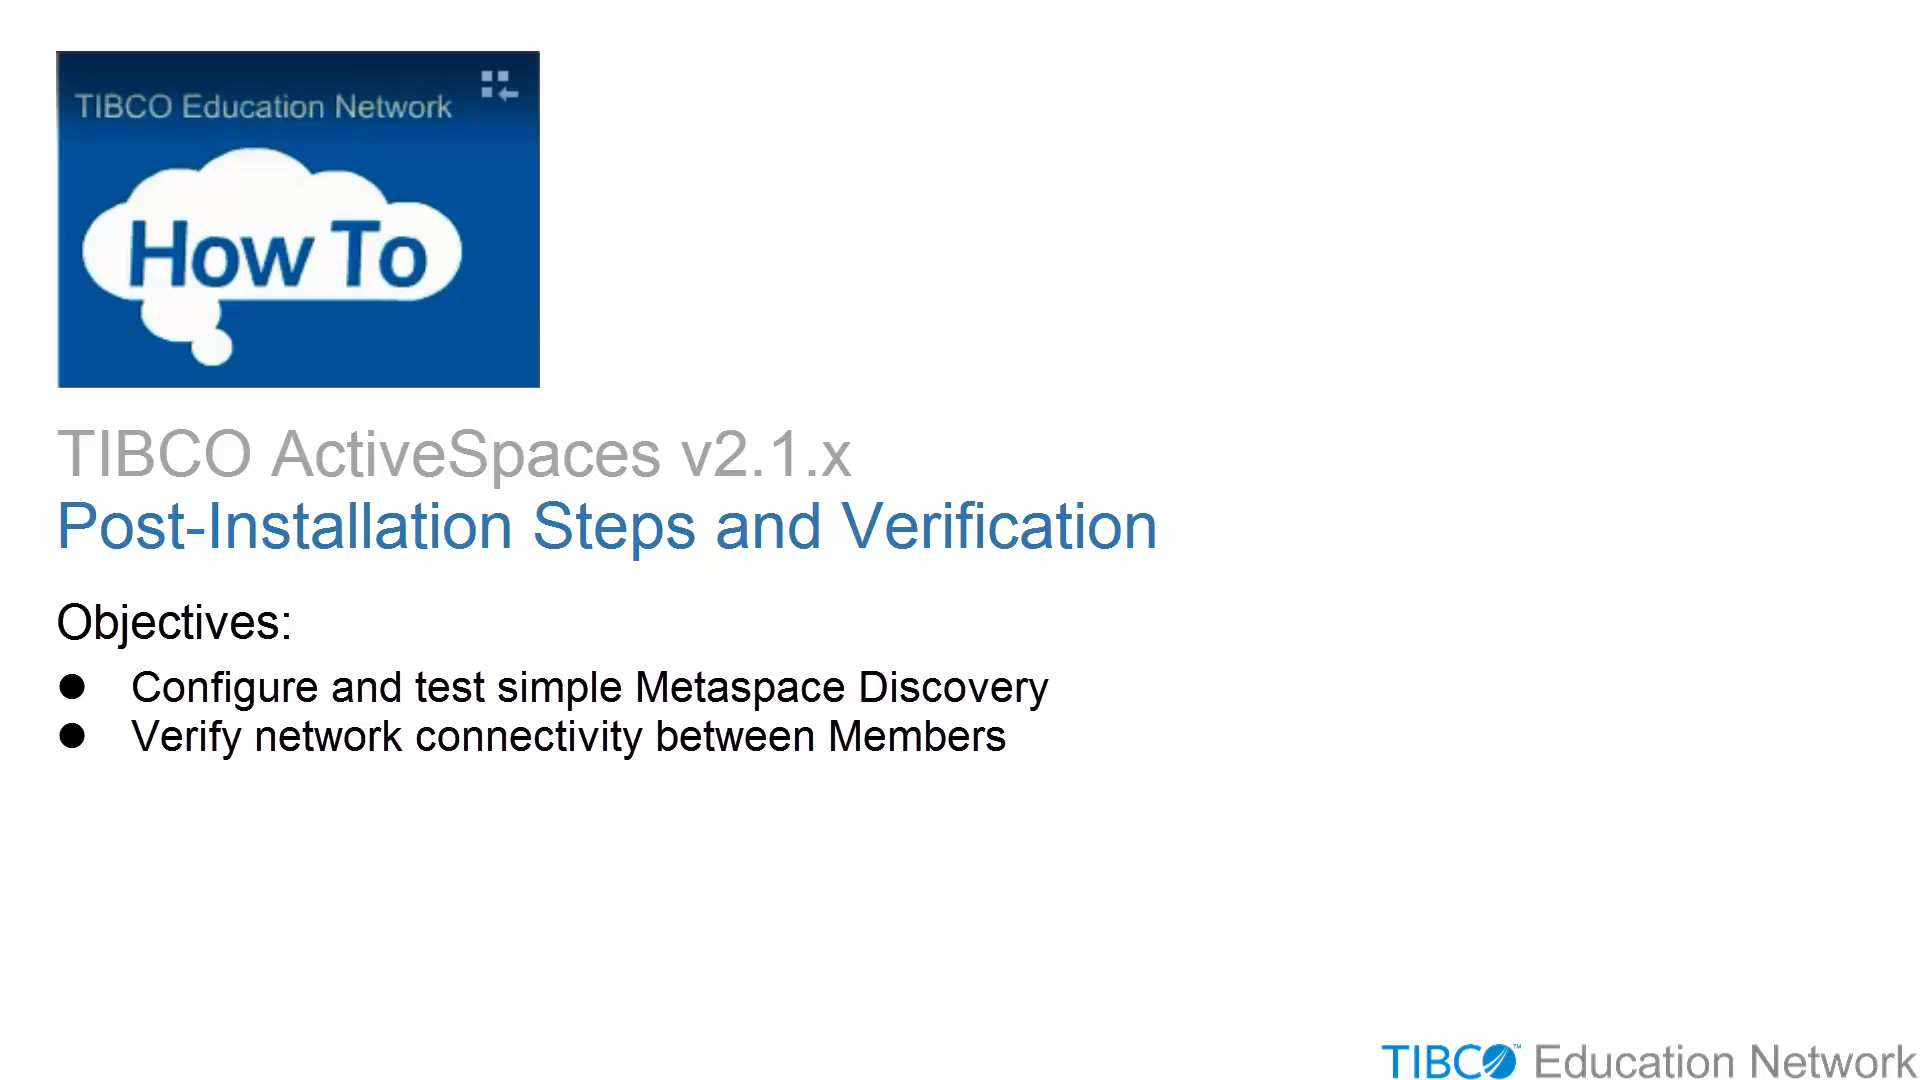 TIBCO Education Network
How To
TIBCO ActiveSpaces v2.1.x
Post-Installation Steps and Verification
Objectives:
● Configure and test simple Metaspace Discovery
● Verify network connectivity between Members
TIBCO™ Education Network